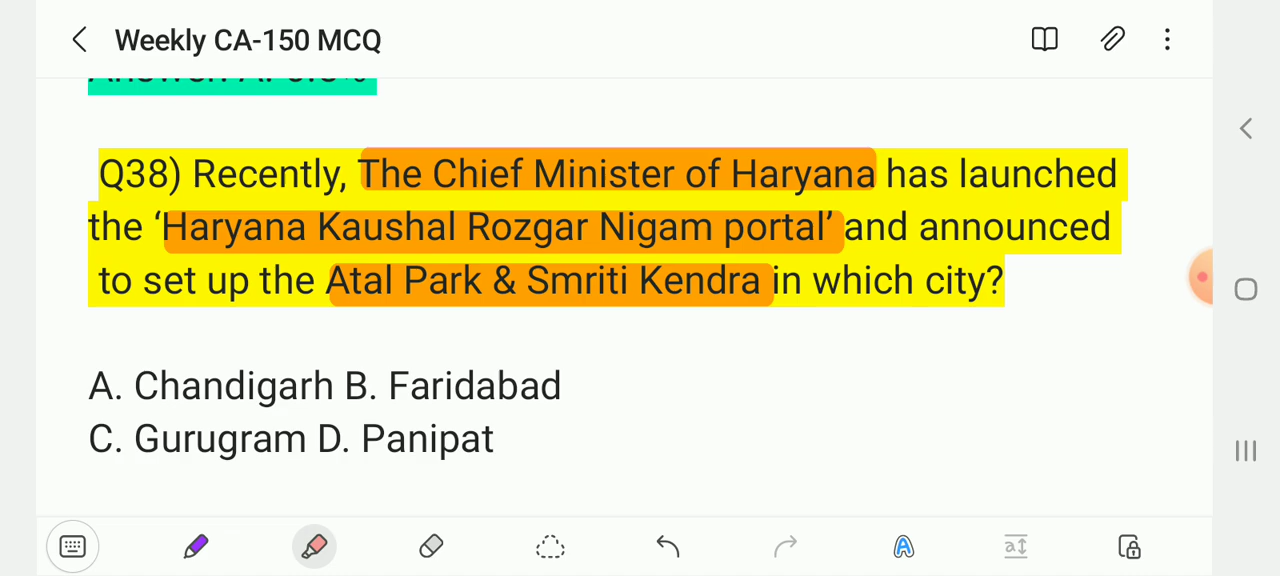 Weekly CA-150 MCQ
Q38) Recently, The Chief Minister of Haryana has launched
the ‘Haryana Kaushal Rozgar Nigam portal’ and announced
to set up the Atal Park & Smriti Kendra in which city?
A. Chandigarh B. Faridabad
C. Gurugram D. Panipat